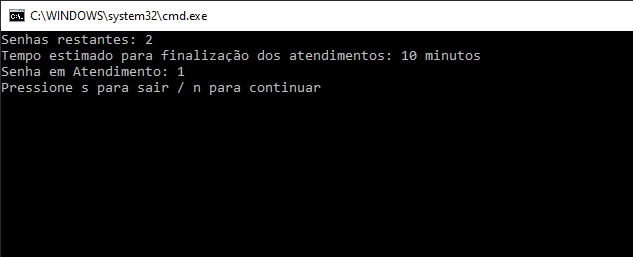 C:\WINDOWS\system32\cmd.exe
Senhas restantes: 2
Tempo estimado para finalização dos atendimentos: 10 minutos
Senha em Atendimento: 1
Pressione s para sair / n para continuar